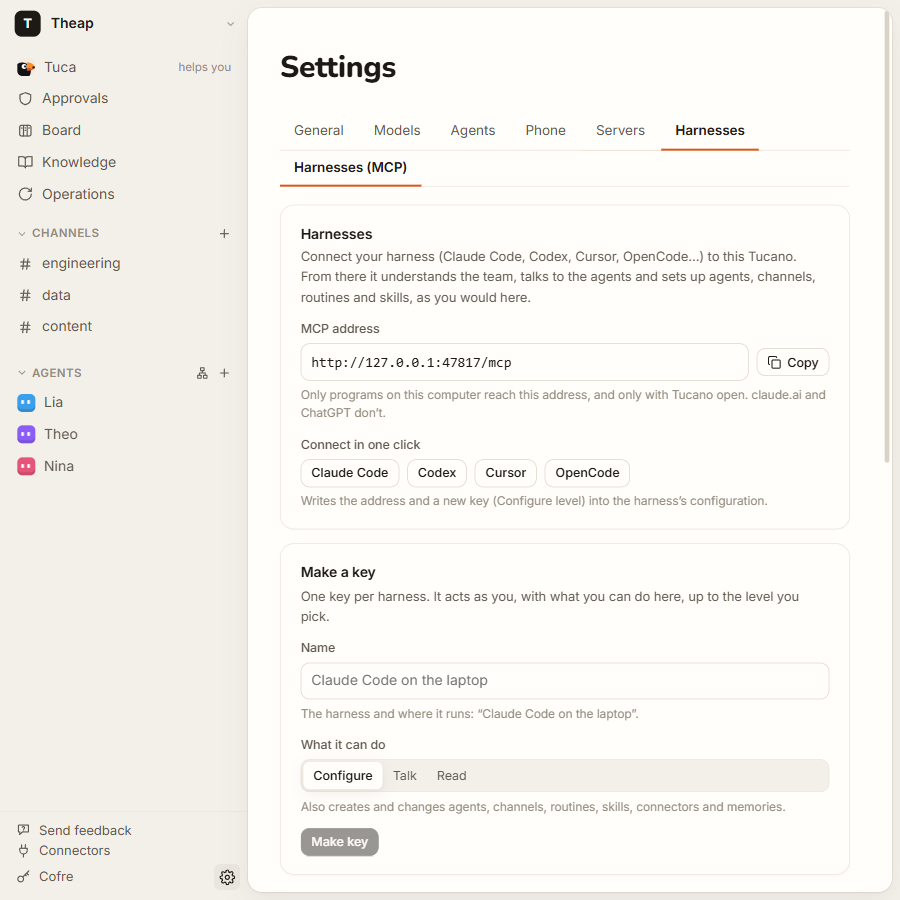 T Theap
Tuca helps you
Approvals
Board
Knowledge
Operations
CHANNELS
# engineering
# data
# content
AGENTS
Lia
Theo
Nina
Send feedback
Connectors
Cofre
Settings
General Models Agents Phone Servers Harnesses
Harnesses (MCP)
Harnesses
Connect your harness (Claude Code, Codex, Cursor, OpenCode...) to this Tucano.
From there it understands the team, talks to the agents and sets up agents, channels,
routines and skills, as you would here.
MCP address
http://127.0.0.1:47817/mcp
Copy
Only programs on this computer reach this address, and only with Tucano open. claude.ai and
ChatGPT don’t.
Connect in one click
Claude Code Codex Cursor OpenCode
Writes the address and a new key (Configure level) into the harness’s configuration.
Make a key
One key per harness. It acts as you, with what you can do here, up to the level you
pick.
Name
Claude Code on the laptop
The harness and where it runs: “Claude Code on the laptop”.
What it can do
Configure Talk Read
Also creates and changes agents, channels, routines, skills, connectors and memories.
Make key